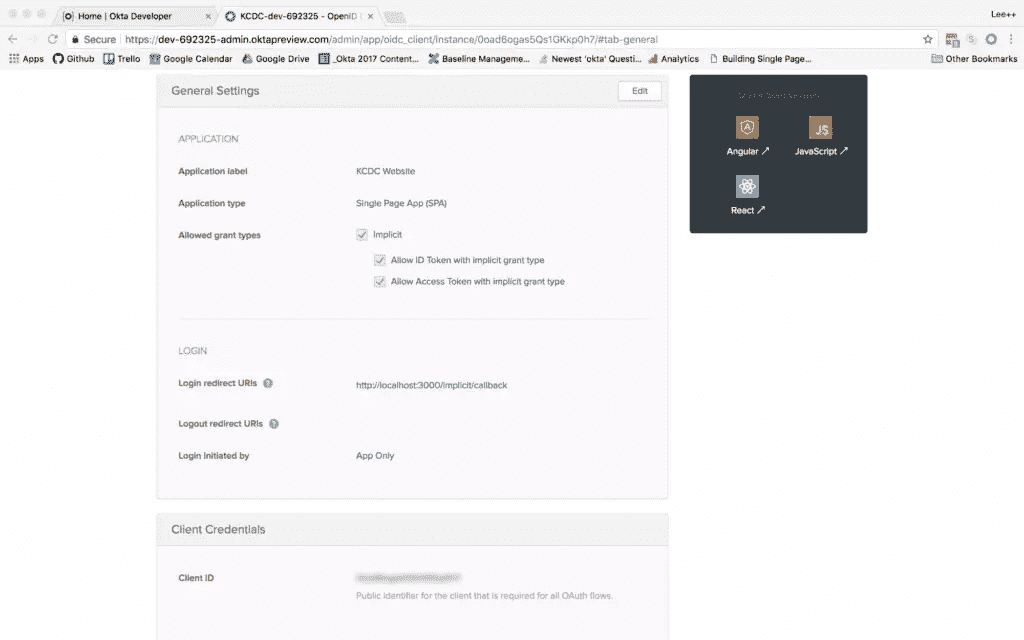 Home | Okta Developer
KCDC-dev-692325 - OpenID
Lee++
Secure https://dev-692325-admin.oktapreview.com/admin/app/oidc_client/instance/0oad6ogas5Qs1GKkp0h7/#tab-general
Apps Github Trello Google Calendar Google Drive _Okta 2017 Content... Baseline Manageme... Newest 'okta' Questi... Analytics Building Single Page... Other Bookmarks
General Settings Edit
APPLICATION
Application label KCDC Website
Application type Single Page App (SPA)
Allowed grant types Implicit
Allow ID Token with implicit grant type
Allow Access Token with implicit grant type
LOGIN
Login redirect URIs http://localhost:3000/implicit/callback
Logout redirect URIs
Login initiated by App Only
Client Credentials
Client ID
Public identifier for the client that is required for all OAuth flows.
Angular JavaScript
React